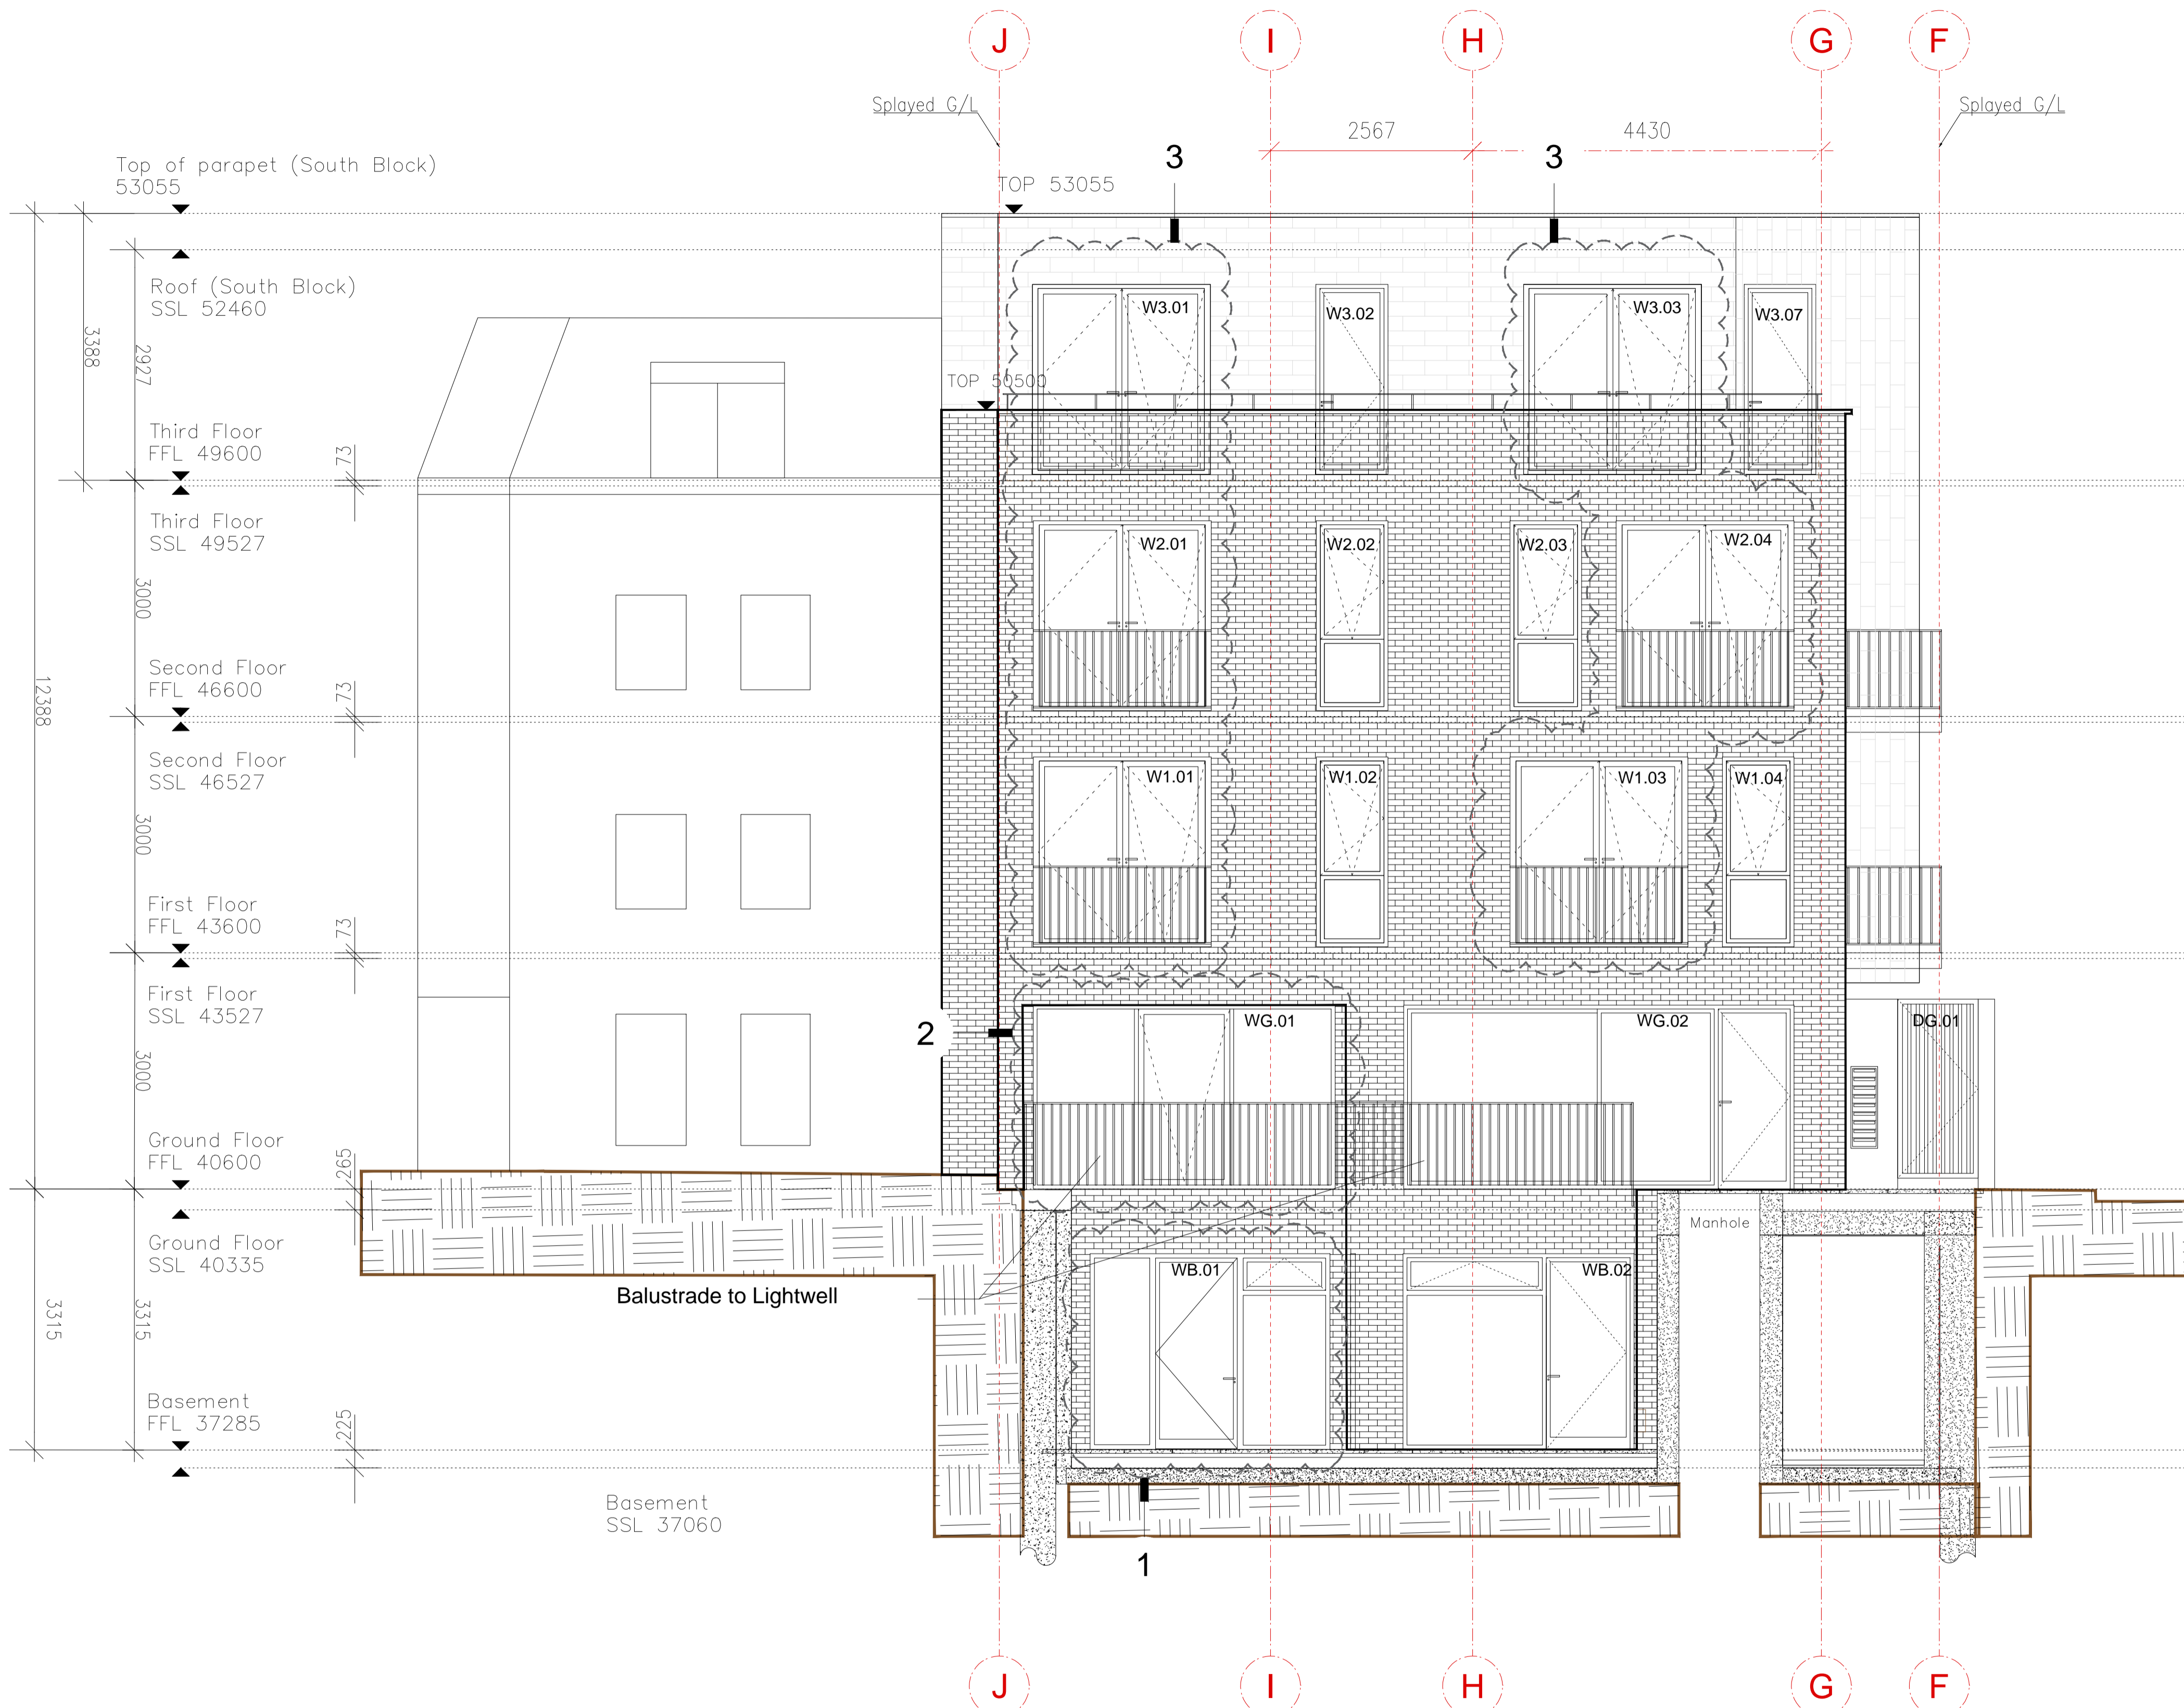 J
I
H
G
F
Splayed G/L
Splayed G/L
2567
4430
3
3
Top of parapet (South Block)
53055
TOP 53055
Roof (South Block)
SSL 52460
W3.01
W3.02
W3.03
W3.07
3388
2927
TOP 50500
Third Floor
FFL 49600
73
Third Floor
SSL 49527
W2.01
W2.02
W2.03
W2.04
3000
Second Floor
FFL 46600
73
12388
Second Floor
SSL 46527
W1.01
W1.02
W1.03
W1.04
3000
First Floor
FFL 43600
73
First Floor
SSL 43527
2
WG.01
WG.02
DG.01
3000
Ground Floor
FFL 40600
265
Manhole
Ground Floor
SSL 40335
WB.01
WB.02
Balustrade to Lightwell
3315
3315
Basement
FFL 37285
225
Basement
SSL 37060
1
J
I
H
G
F